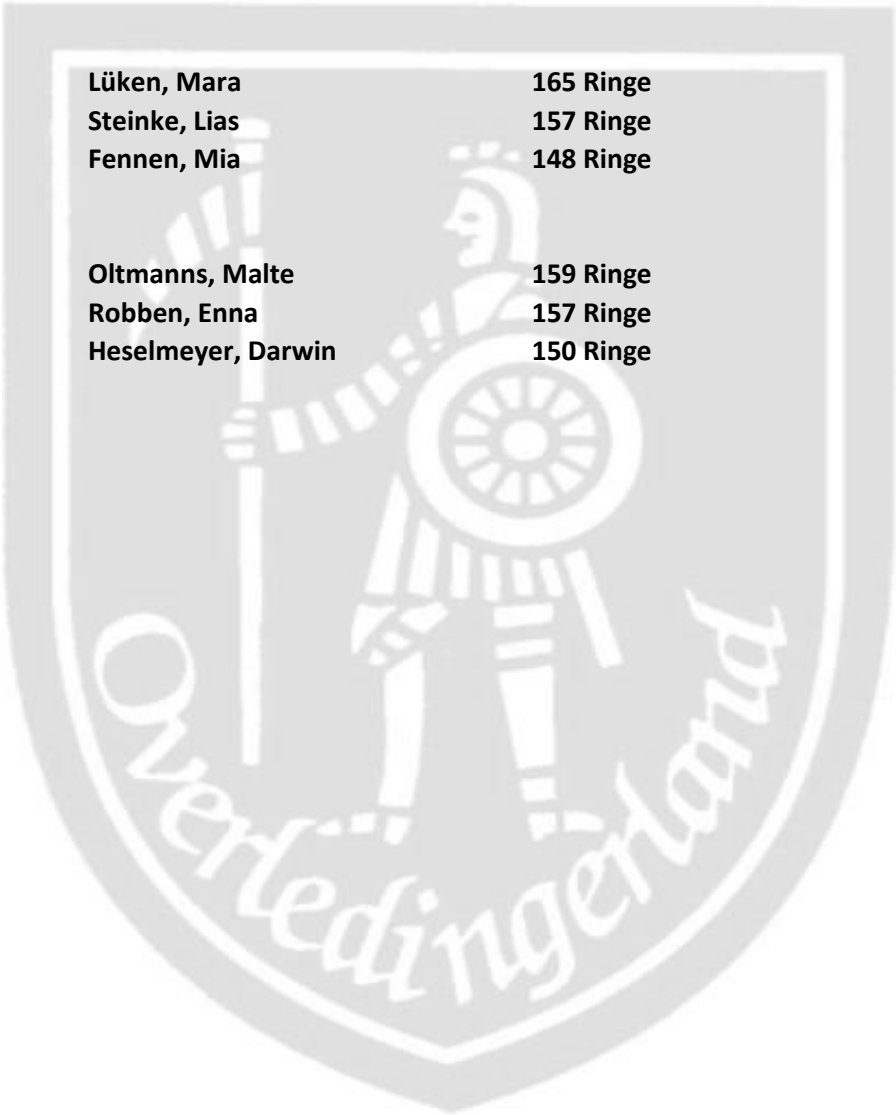 Lüken, Mara 165 Ringe
Steinke, Lias 157 Ringe
Fennen, Mia 148 Ringe
Oltmanns, Malte 159 Ringe
Robben, Enna 157 Ringe
Heselmeyer, Darwin 150 Ringe
Overledingerland